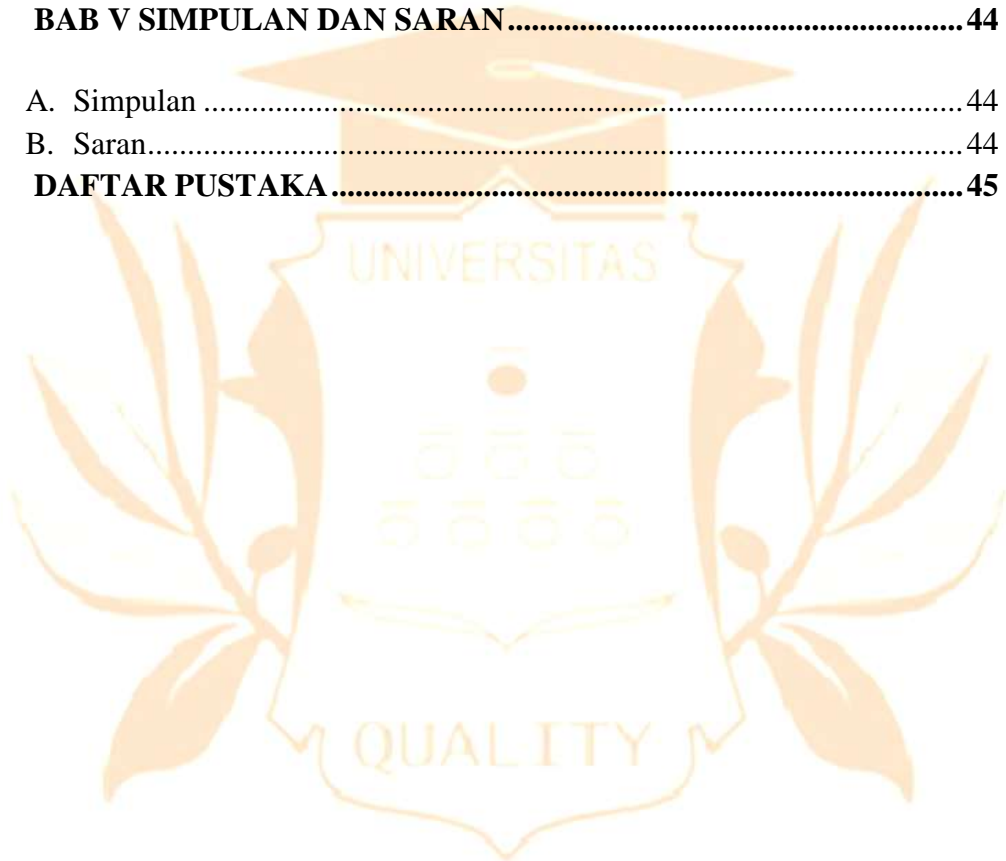 BAB V SIMPULAN DAN SARAN.................................................................. 44
A. Simpulan ................................................................................. 44
B. Saran....................................................................................... 44
DAFTAR PUSTAKA.................................................................. 45
UNIVERSITAS
QUALITY